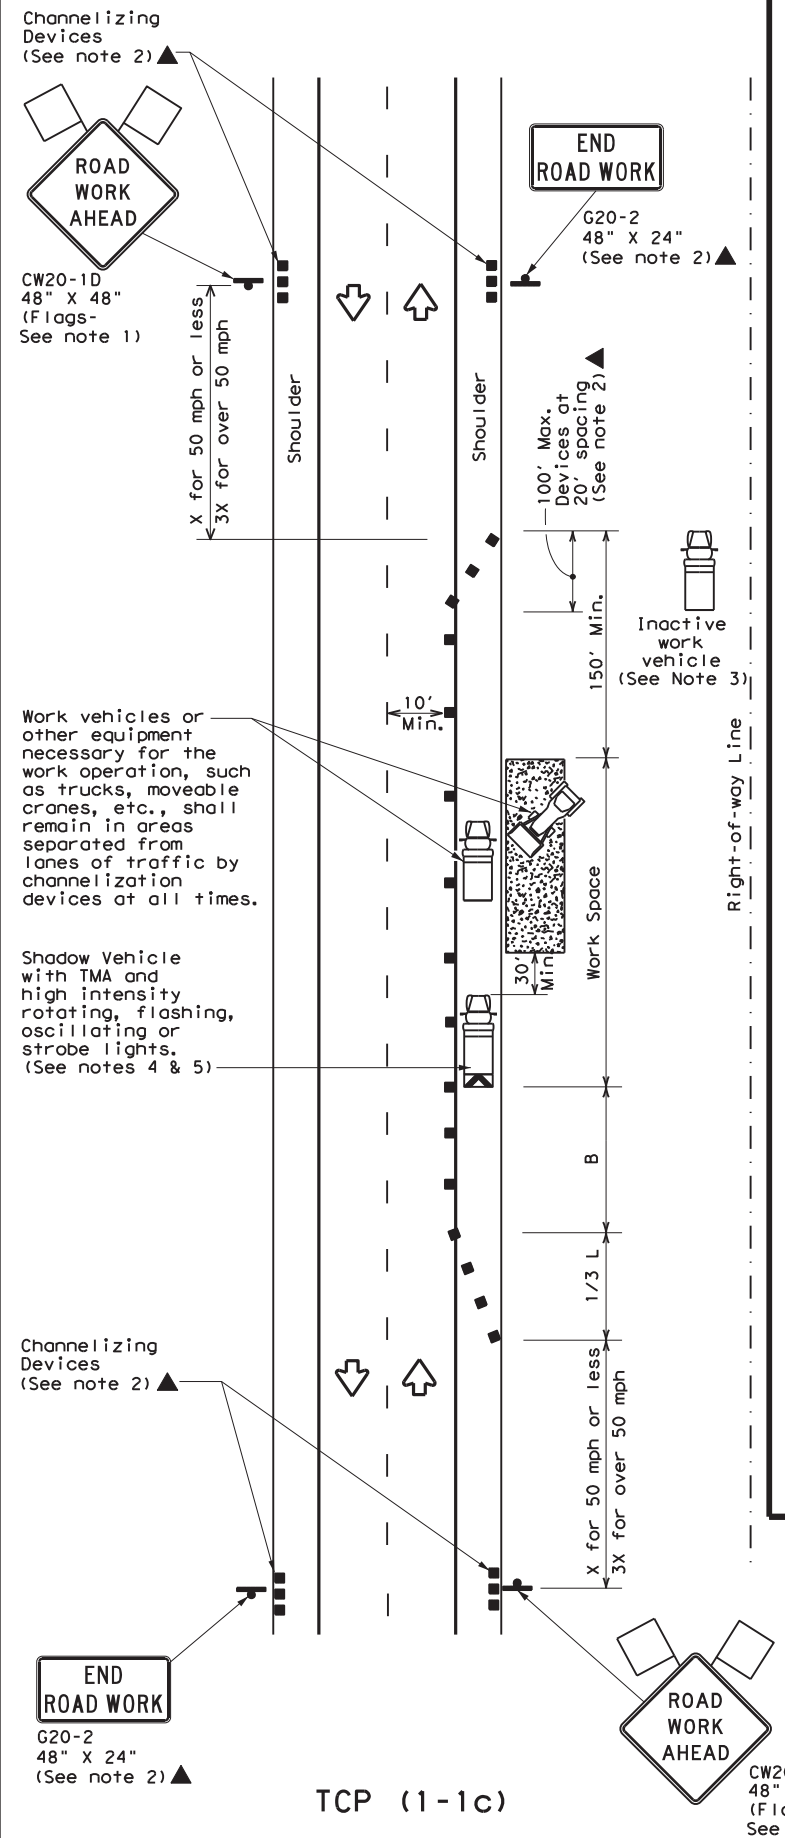 Channelizing
Devices
(See note 2)
ROAD
WORK
AHEAD
CW20-1D
48" X 48"
(Flags-
See note 1)
END
ROAD WORK
G20-2
48" X 24"
(See note 2)
X for 50 mph or less
3X for over 50 mph
Shoulder
Shoulder
100' Max.
Devices at
20' spacing
(See note 2)
150' Min.
Inactive
work
vehicle
(See Note 3)
10'
Min.
Work vehicles or
other equipment
necessary for the
work operation, such
as trucks, moveable
cranes, etc., shall
remain in areas
separated from
lanes of traffic by
channelization
devices at all times.
Right-of-way Line
Work Space
30'
Min.
Shadow Vehicle
with TMA and
high intensity
rotating, flashing,
oscillating or
strobe lights.
(See notes 4 & 5)
B
1/3 L
Channelizing
Devices
(See note 2)
X for 50 mph or less
3X for over 50 mph
END
ROAD WORK
G20-2
48" X 24"
(See note 2)
ROAD
WORK
AHEAD
48"
See
TCP (1-1c)